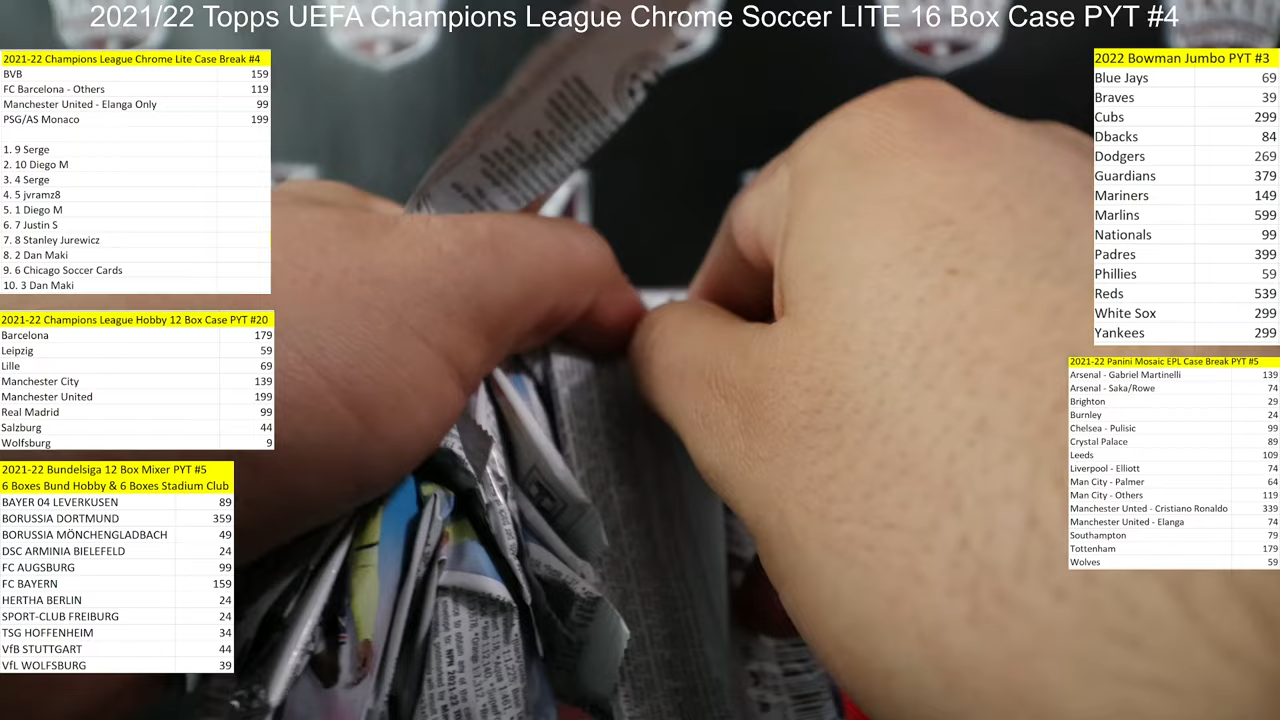 2021/22 Topps UEFA Champions League Chrome Soccer LITE 16 Box Case PYT #4
2021-22 Champions League Chrome Lite Case Break #4
BVB 159
FC Barcelona - Others 119
Manchester United - Elanga Only 99
PSG/AS Monaco 199
1. 9 Serge
2. 10 Diego M
3. 4 Serge
4. 5 jvramz8
5. 1 Diego M
6. 7 Justin S
7. 8 Stanley Jurewicz
8. 2 Dan Maki
9. 6 Chicago Soccer Cards
10. 3 Dan Maki
2021-22 Champions League Hobby 12 Box Case PYT #20
Barcelona 179
Leipzig 59
Lille 69
Manchester City 139
Manchester United 199
Real Madrid 99
Salzburg 44
Wolfsburg 9
2021-22 Bundelsiga 12 Box Mixer PYT #5
6 Boxes Bund Hobby & 6 Boxes Stadium Club
BAYER 04 LEVERKUSEN 89
BORUSSIA DORTMUND 359
BORUSSIA MÖNCHENGLADBACH 49
DSC ARMINIA BIELEFELD 24
FC AUGSBURG 99
FC BAYERN 159
HERTHA BERLIN 24
SPORT-CLUB FREIBURG 24
TSG HOFFENHEIM 34
VfB STUTTGART 44
VfL WOLFSBURG 39
2022 Bowman Jumbo PYT #3
Blue Jays 69
Braves 39
Cubs 299
Dbacks 84
Dodgers 269
Guardians 379
Mariners 149
Marlins 599
Nationals 99
Padres 399
Phillies 59
Reds 539
White Sox 299
Yankees 299
2021-22 Panini Mosaic EPL Case Break PYT #5
Arsenal - Gabriel Martinelli 139
Arsenal - Saka/Rowe 74
Brighton 29
Burnley 24
Chelsea - Pulisic 99
Crystal Palace 89
Leeds 109
Liverpool - Elliott 74
Man City - Palmer 64
Man City - Others 119
Manchester Unted - Cristiano Ronaldo 339
Manchester United - Elanga 74
Southampton 79
Tottenham 179
Wolves 59